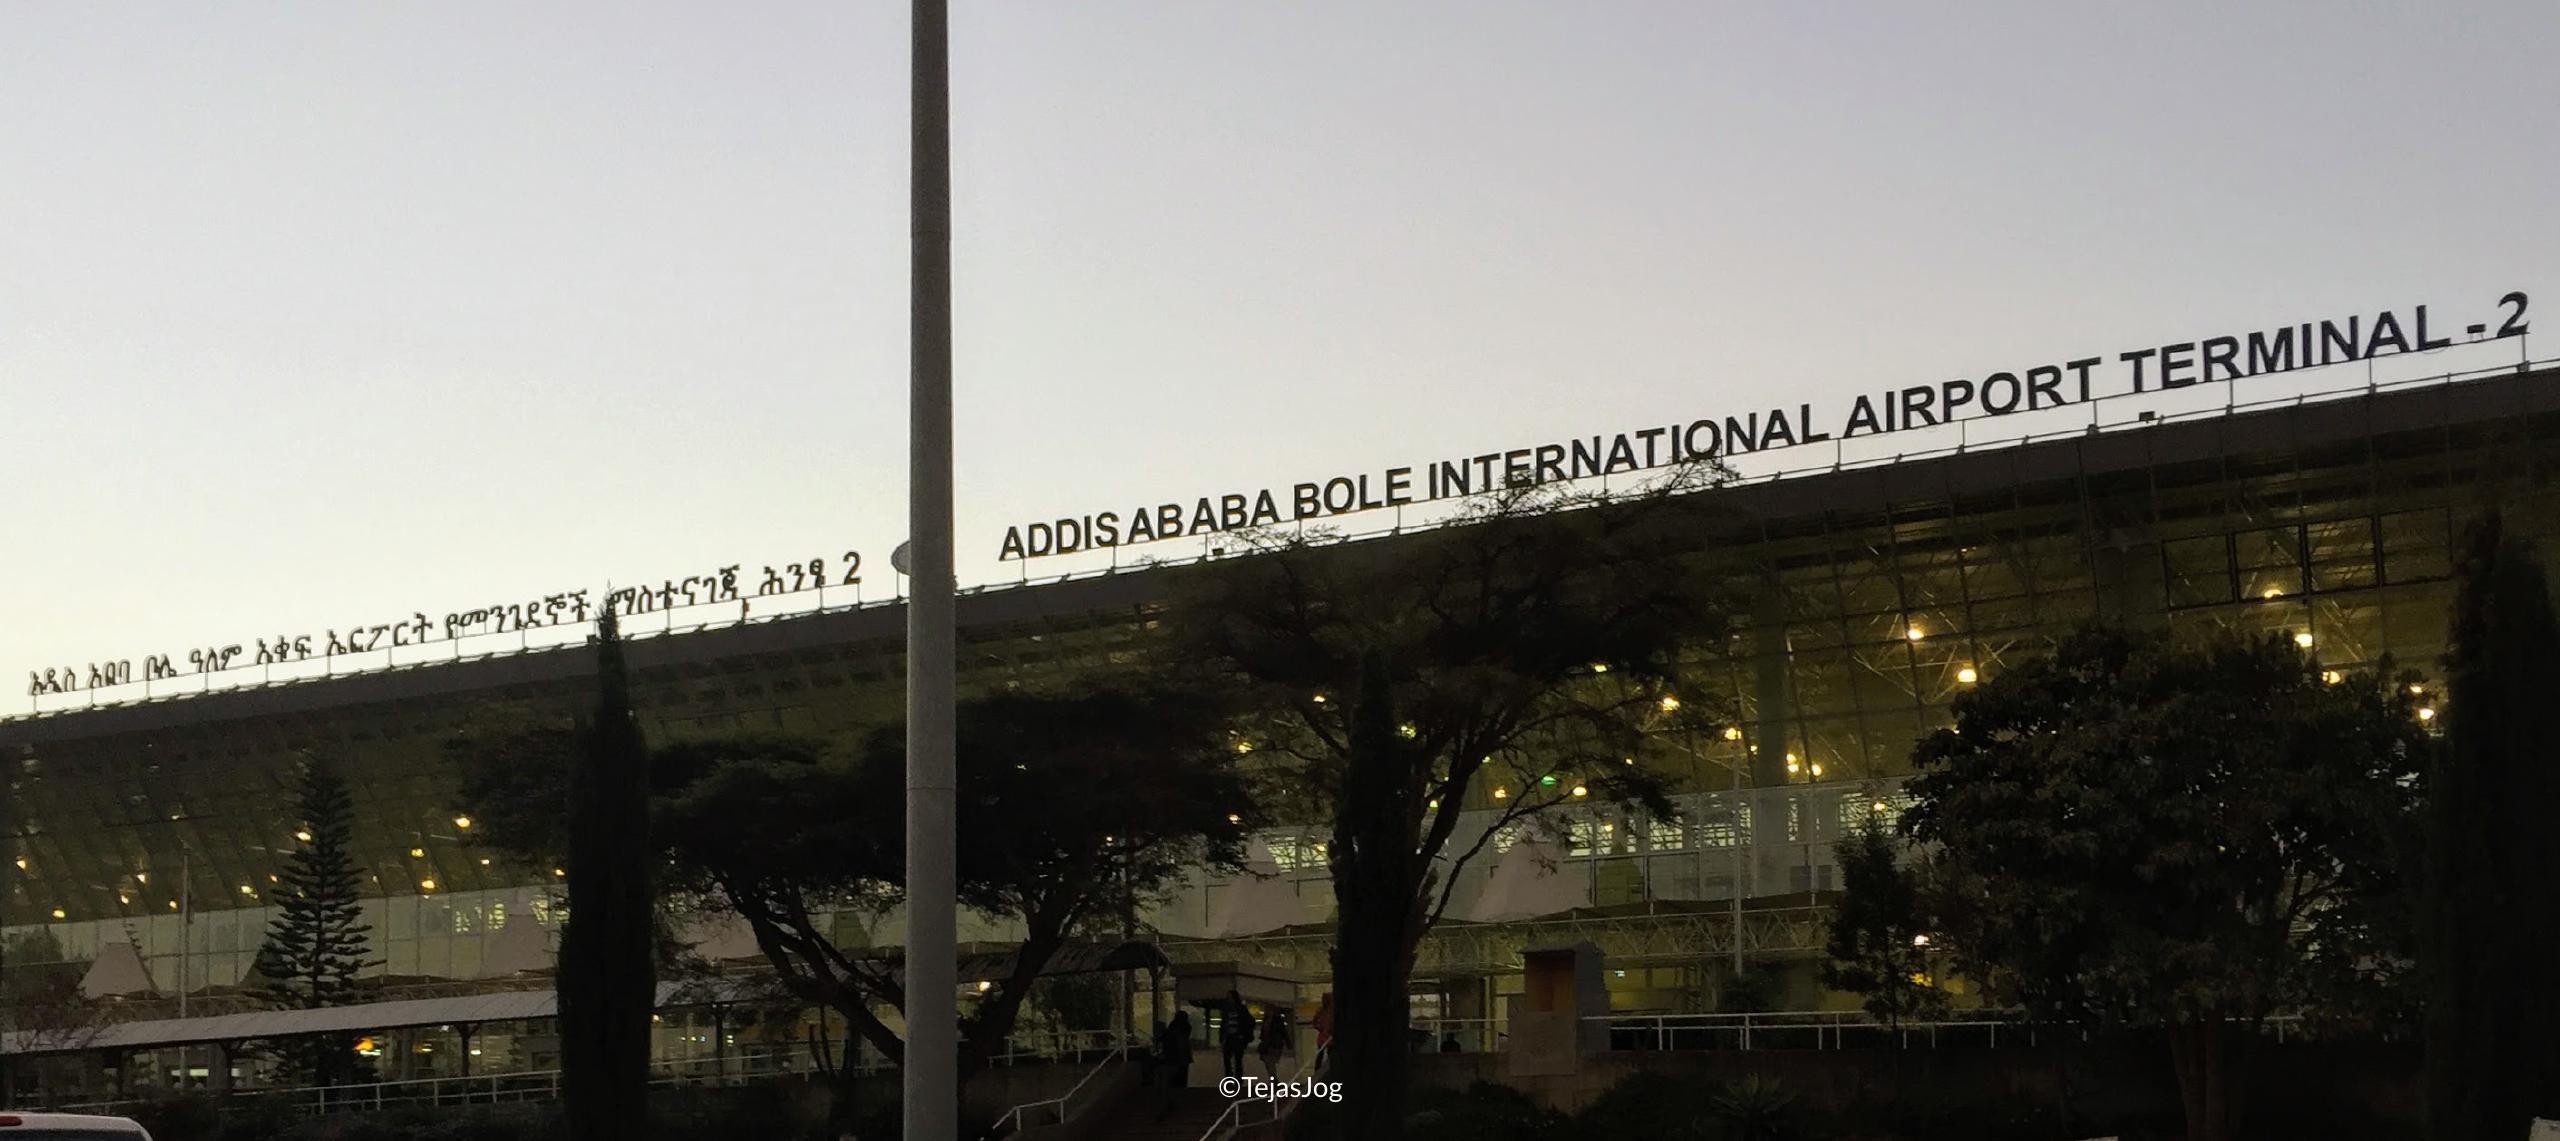 አዲስ አበባ ቦሌ ዓለም አቀፍ ኤርፖርት የመንገደኞች ማስተናገጃ ሕንፃ 2
ADDIS ABABA BOLE INTERNATIONAL AIRPORT TERMINAL - 2
©TejasJog